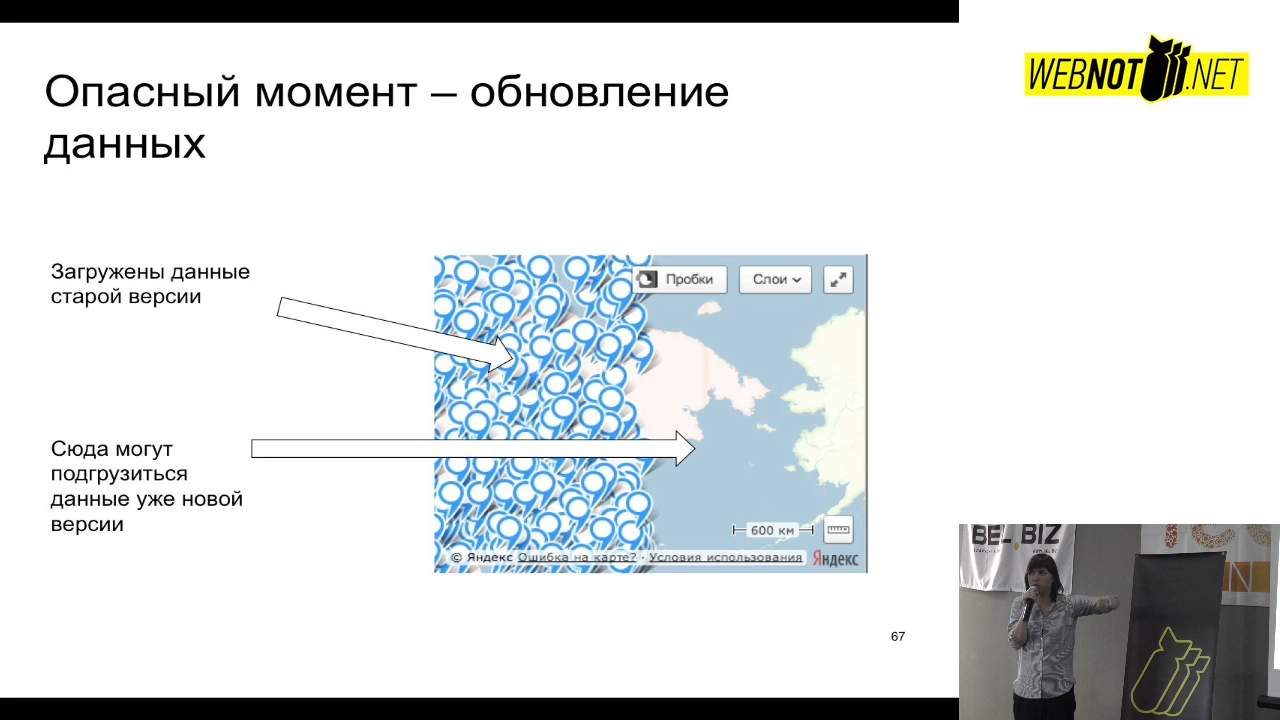 Опасный момент – обновление
данных
WEBNOT.NET
Загружены данные
старой версии
Пробки
Слои
Сюда могут
подгрузиться
данные уже новой
версии
600 км
© Яндекс Ошибка на карте? · Условия использования
Яндекс
67
BEL.BIZ